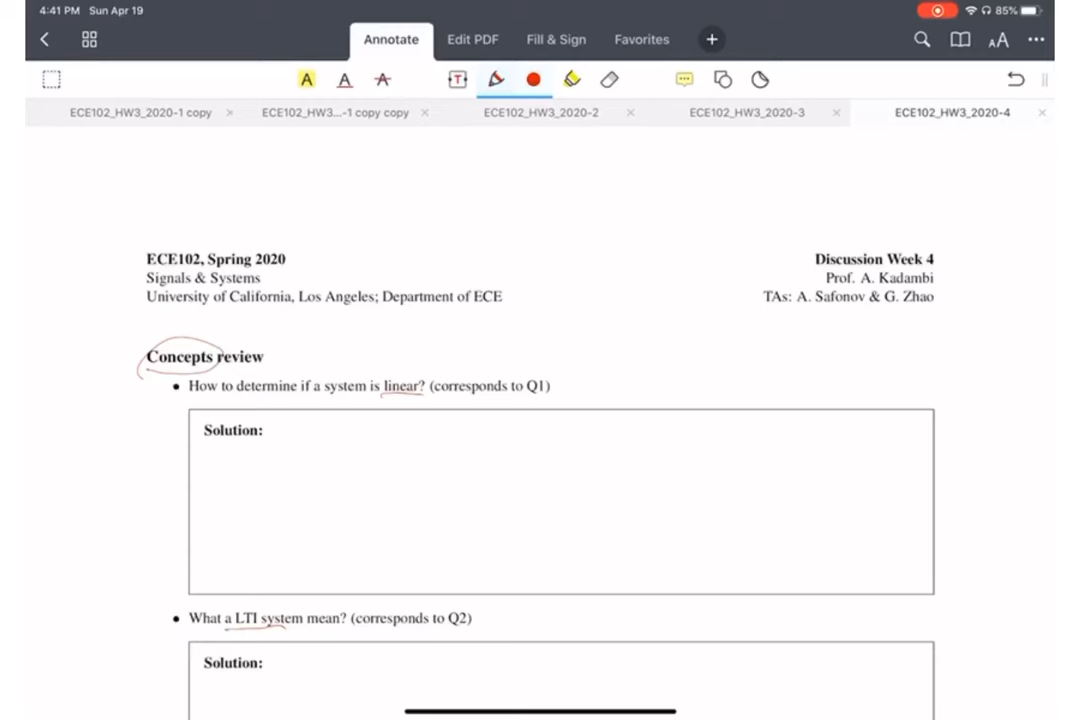 4:41 PM Sun Apr 19
85%
Annotate Edit PDF Fill & Sign Favorites
A A A T
AA
ECE102_HW3_2020-1 copy ECE102_HW3...-1 copy copy ECE102_HW3_2020-2 ECE102_HW3_2020-3 ECE102_HW3_2020-4
ECE102, Spring 2020 Discussion Week 4
Signals & Systems Prof. A. Kadambi
University of California, Los Angeles; Department of ECE TAs: A. Safonov & G. Zhao
Concepts review
• How to determine if a system is linear? (corresponds to Q1)
Solution:
• What a LTI system mean? (corresponds to Q2)
Solution: